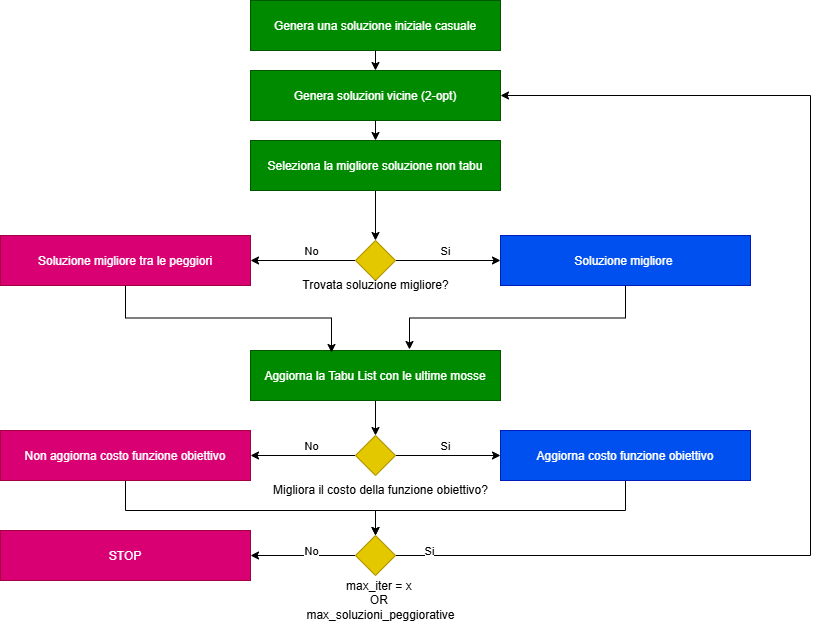 Genera una soluzione iniziale casuale
Genera soluzioni vicine (2-opt)
Seleziona la migliore soluzione non tabu
Soluzione migliore tra le peggiori
No
Si
Soluzione migliore
Trovata soluzione migliore?
Aggiorna la Tabu List con le ultime mosse
Non aggiorna costo funzione obiettivo
No
Si
Aggiorna costo funzione obiettivo
Migliora il costo della funzione obiettivo?
STOP
No
Si
max_iter = x
OR
max_soluzioni_peggiorative